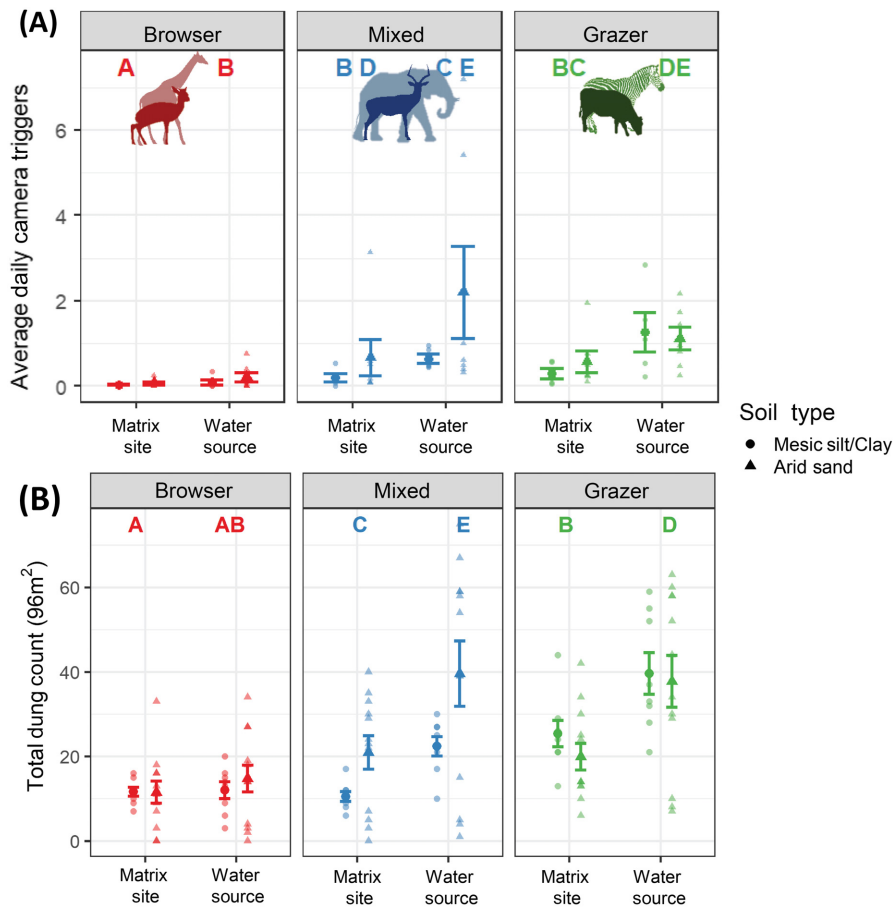 (A)
Browser Mixed Grazer
A B B D C E BC DE
Average daily camera triggers
6
4
2
0
Matrix site Water source Matrix site Water source Matrix site Water source
Soil type
Mesic silt/Clay
Arid sand
(B)
Browser Mixed Grazer
A AB C E B D
Total dung count (96m²)
60
40
20
0
Matrix site Water source Matrix site Water source Matrix site Water source